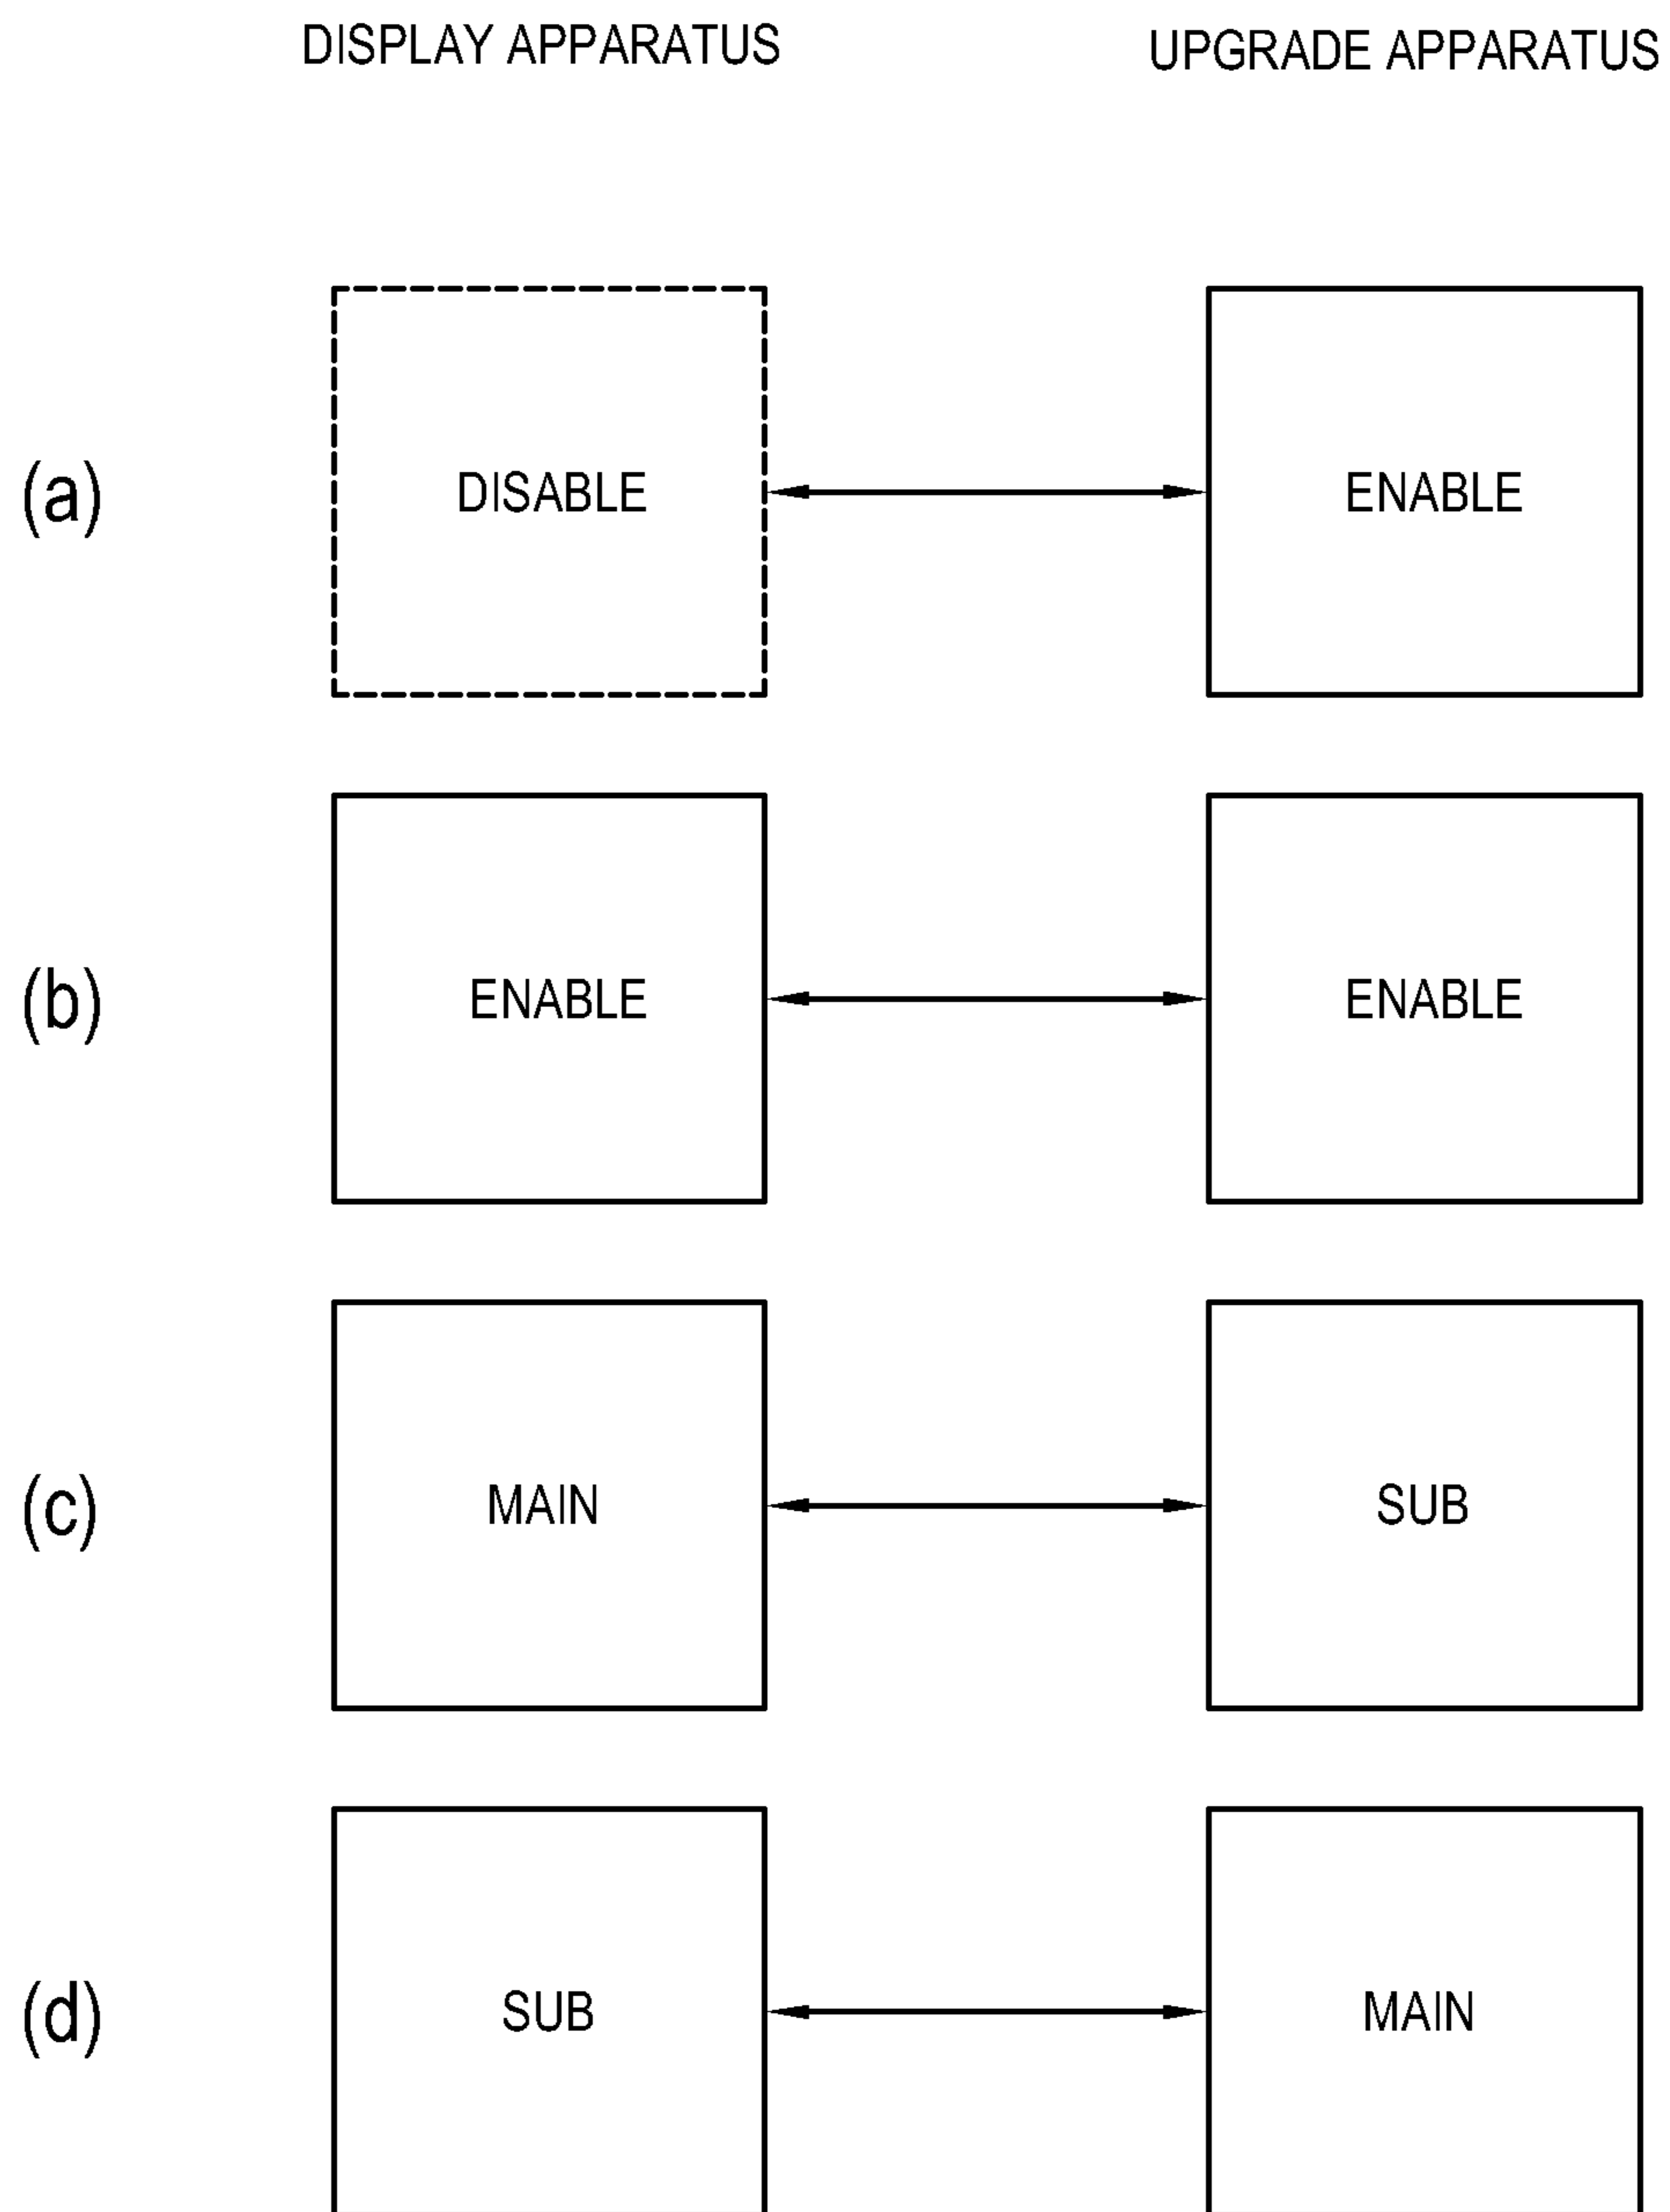 DISPLAY APPARATUS UPGRADE APPARATUS
(a) DISABLE ENABLE
(b) ENABLE ENABLE
(c) MAIN SUB
(d) SUB MAIN